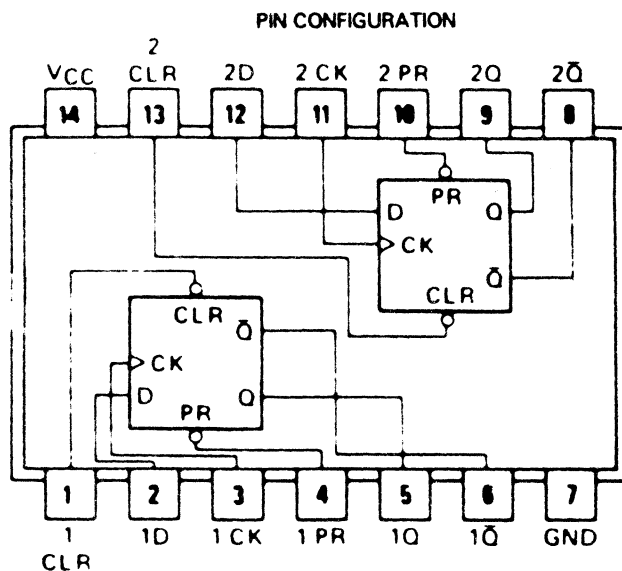 PIN CONFIGURATION
2
VCC CLR 2D 2 CK 2 PR 2Q 2Q̄
14 13 12 11 10 9 8
PR
D Q
CK
Q̄
CLR
CLR Q̄
CK
D Q
PR
1 2 3 4 5 6 7
1 1D 1 CK 1 PR 1Q 1Q̄ GND
CLR